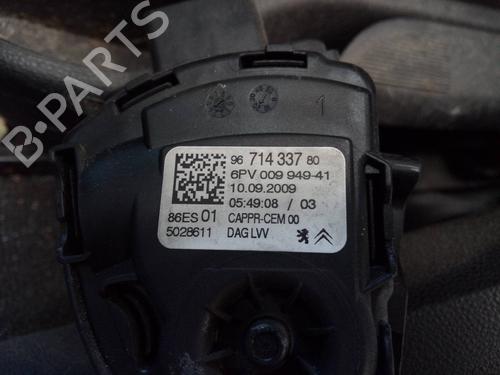 B-PARTS
1
96 714 337 80
6PV 009 949-41
10.09.2009
05:49:08 / 03
86ES 01 CAPPR-CEM 00
5028611 DAG LVV